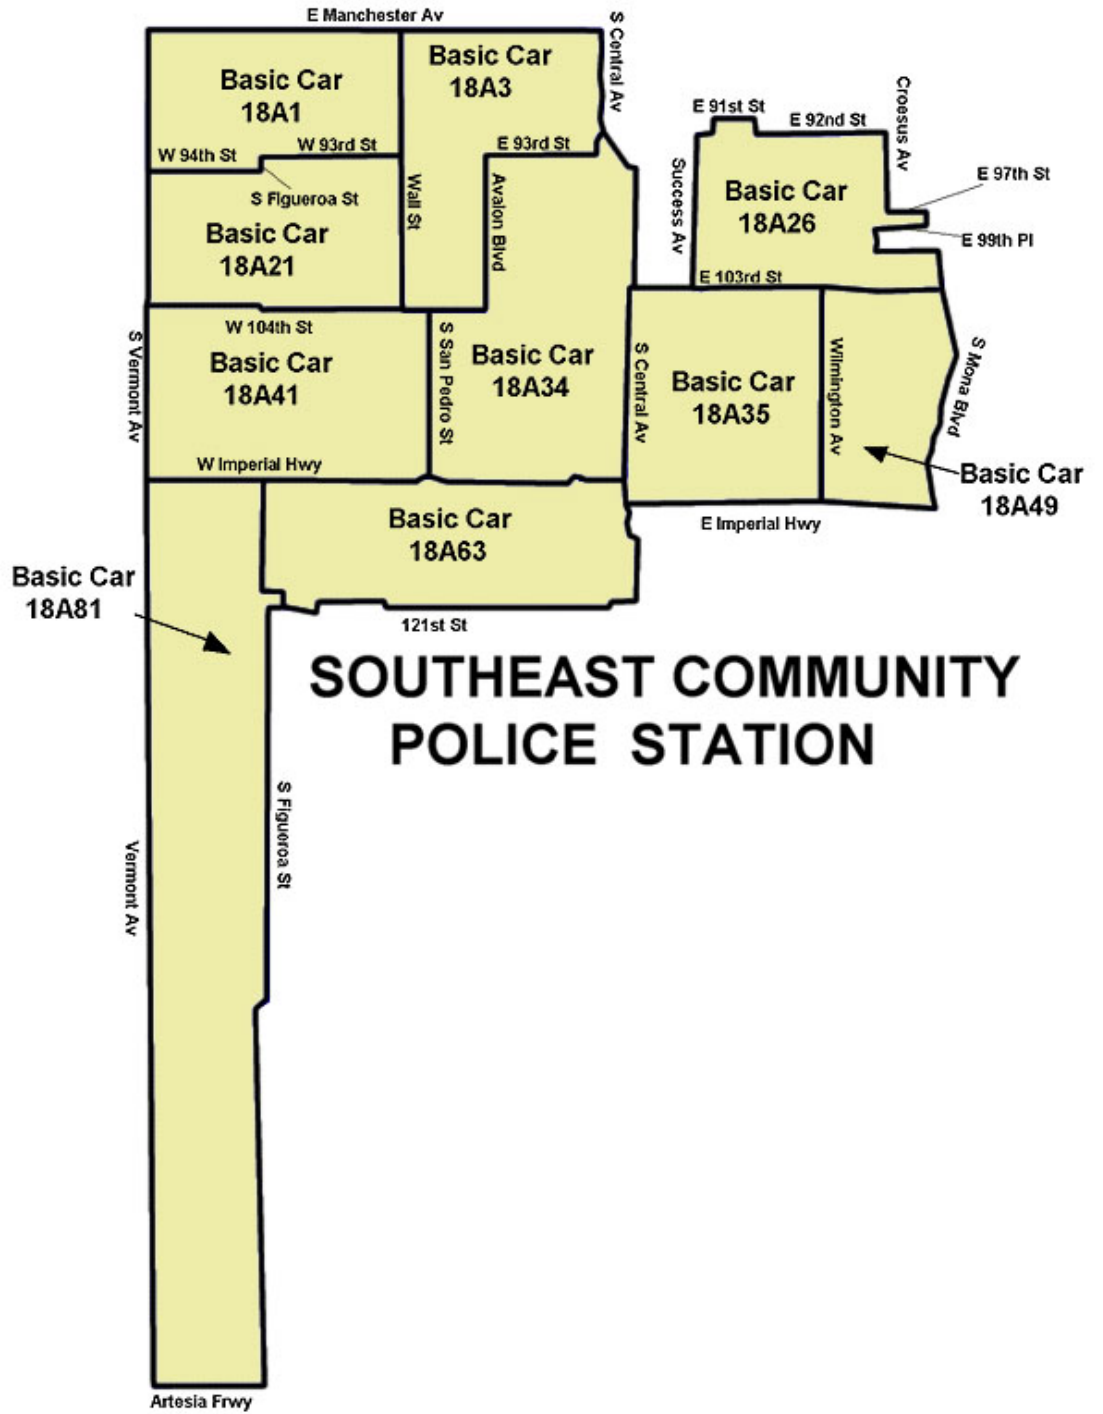 E Manchester Av
S Central Av
Basic Car
18A1
Basic Car
18A3
E 91st St
E 92nd St
Croesus Av
W 94th St
W 93rd St
E 93rd St
S Figueroa St
Wall St
Avalon Blvd
Success Av
Basic Car
18A26
E 97th St
E 99th Pl
Basic Car
18A21
E 103rd St
W 104th St
S Vermont Av
Basic Car
18A41
S San Pedro St
Basic Car
18A34
S Central Av
Basic Car
18A35
Wilmington Av
S Mona Blvd
W Imperial Hwy
Basic Car
18A49
E Imperial Hwy
Basic Car
18A63
Basic Car
18A81
121st St
SOUTHEAST COMMUNITY
POLICE STATION
S Figueroa St
Vermont Av
Artesia Frwy